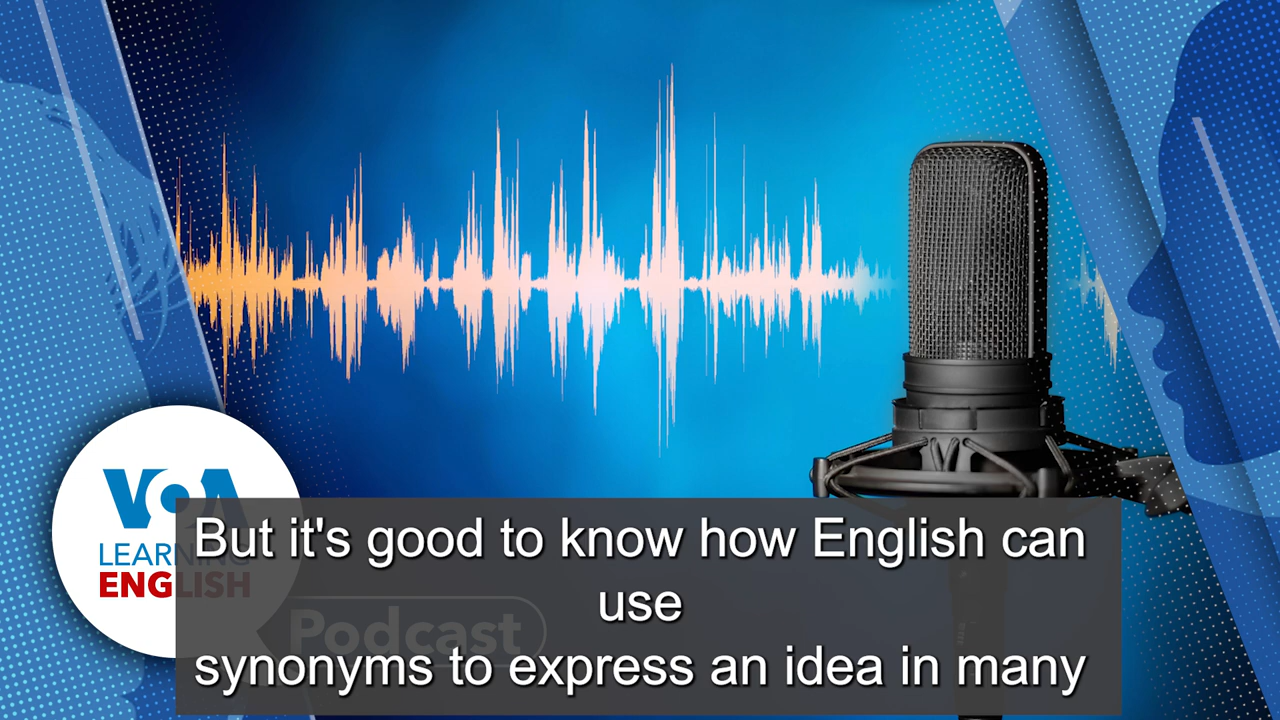 VOA
LEARNING
ENGLISH
Podcast
But it's good to know how English can
use
synonyms to express an idea in many